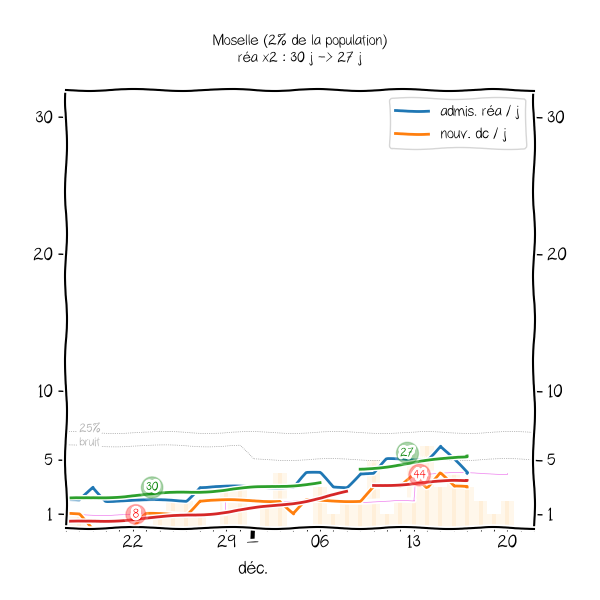 Moselle (2% de la population)
réa x2 : 30 j -> 27 j
admis. réa / j
nouv. dc / j
30 30
20 20
10 10
25%
bruit
5 5
27
44
30
8
1 1
22 29 06 13 20
déc.